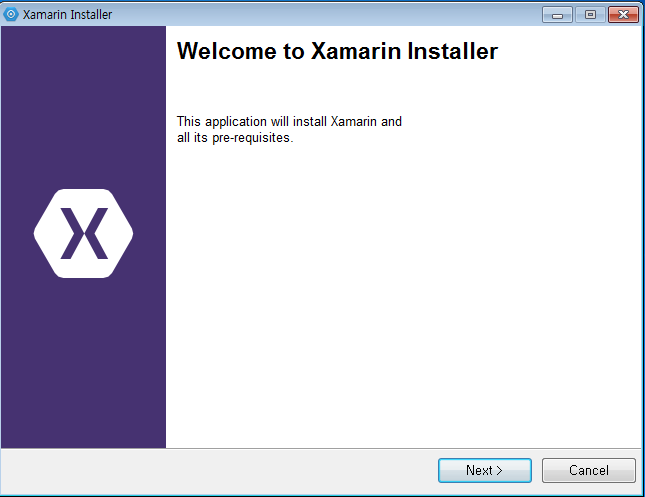 Xamarin Installer
Welcome to Xamarin Installer
This application will install Xamarin and
all its pre-requisites.
Next >
Cancel